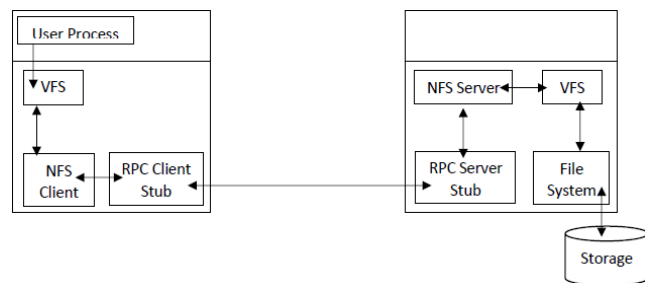 User Process
VFS
NFS
Client
RPC Client
Stub
NFS Server
VFS
RPC Server
Stub
File
System
Storage